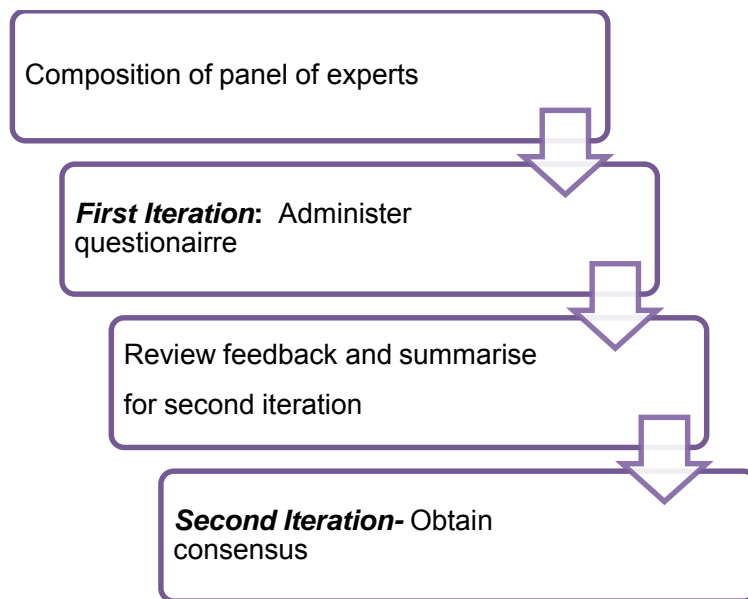 Composition of panel of experts
First Iteration: Administer
questionairre
Review feedback and summarise
for second iteration
Second Iteration- Obtain
consensus